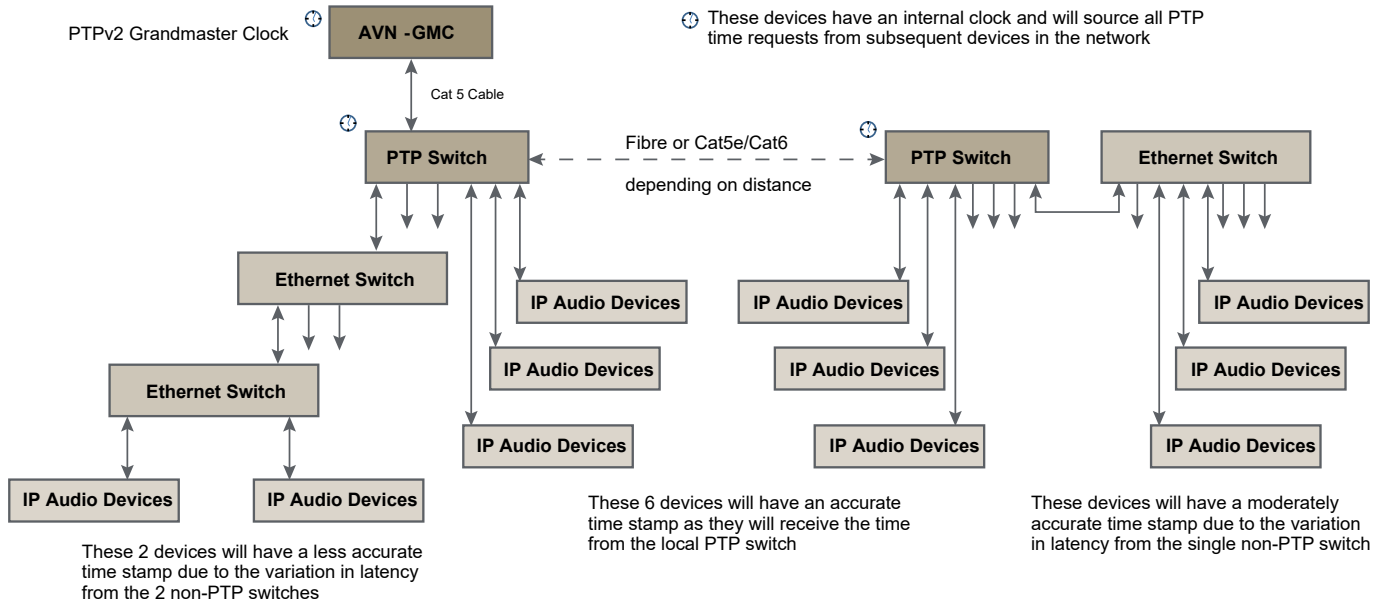 PTPv2 Grandmaster Clock
AVN -GMC
These devices have an internal clock and will source all PTP
time requests from subsequent devices in the network
Cat 5 Cable
PTP Switch
Fibre or Cat5e/Cat6
depending on distance
PTP Switch
Ethernet Switch
Ethernet Switch
IP Audio Devices
IP Audio Devices
IP Audio Devices
IP Audio Devices
IP Audio Devices
IP Audio Devices
Ethernet Switch
IP Audio Devices
IP Audio Devices
IP Audio Devices
IP Audio Devices
IP Audio Devices
These 2 devices will have a less accurate
time stamp due to the variation in latency
from the 2 non-PTP switches
These 6 devices will have an accurate
time stamp as they will receive the time
from the local PTP switch
These devices will have a moderately
accurate time stamp due to the variation
in latency from the single non-PTP switch